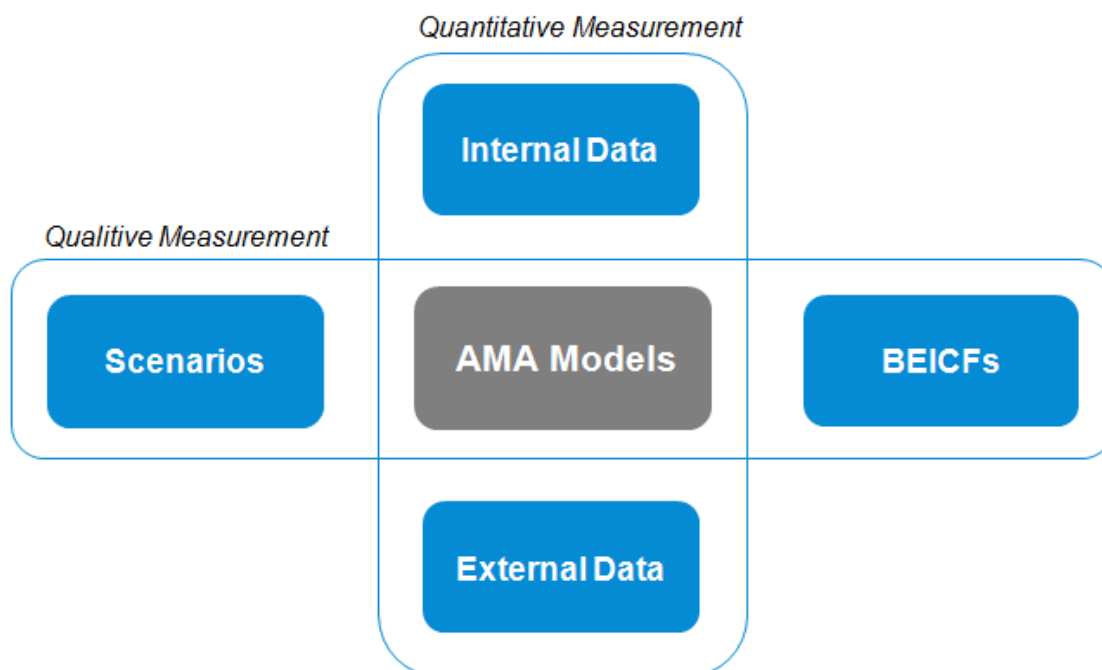 Quantitative Measurement
Internal Data
Qualitive Measurement
Scenarios
AMA Models
BEICFs
External Data